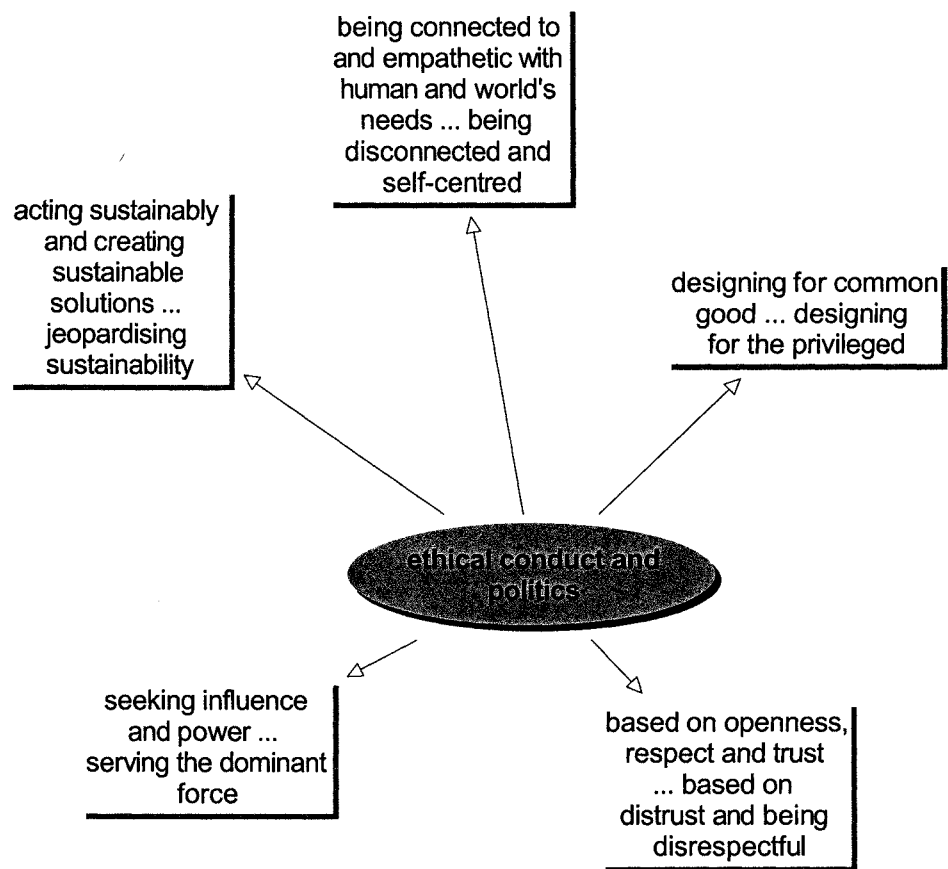 being connected to
and empathetic with
human and world's
needs ... being
disconnected and
self-centred
acting sustainably
and creating
sustainable
solutions ...
jeopardising
sustainability
designing for common
good ... designing
for the privileged
ethical conduct and
politics
seeking influence
and power ...
serving the dominant
force
based on openness,
respect and trust
... based on
distrust and being
disrespectful